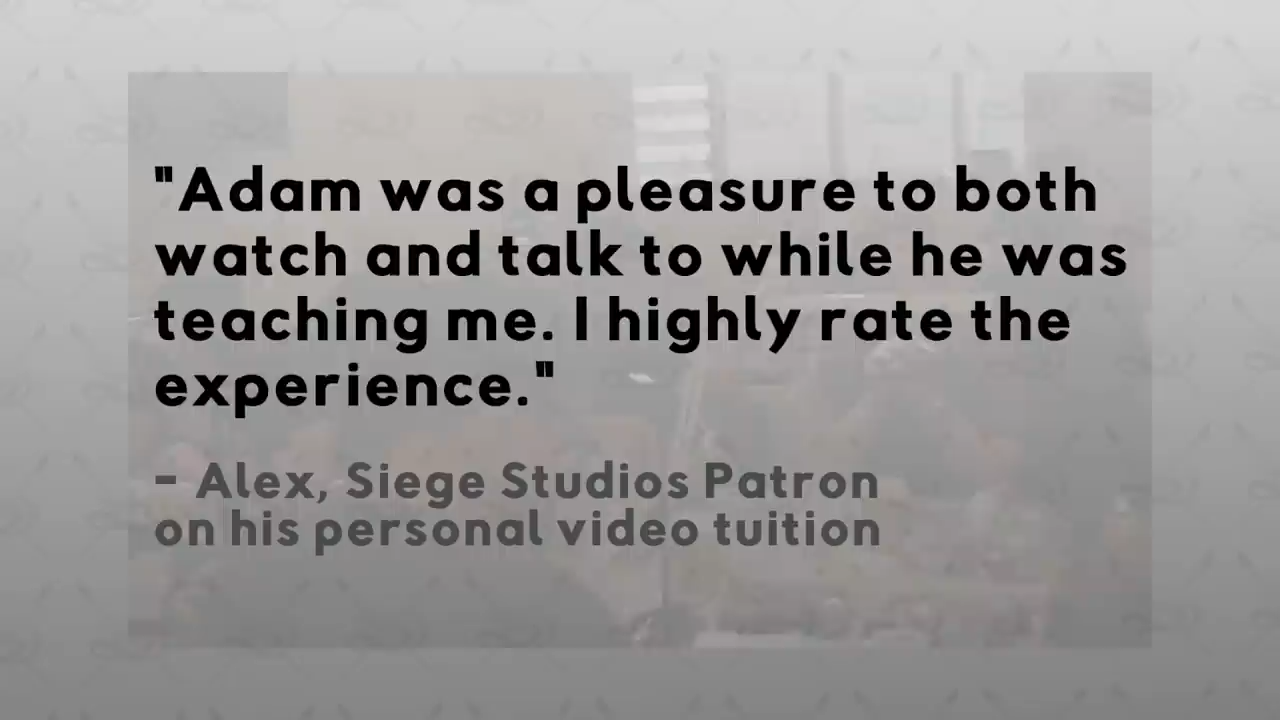 "Adam was a pleasure to both
watch and talk to while he was
teaching me. I highly rate the
experience."
- Alex, Siege Studios Patron
on his personal video tuition